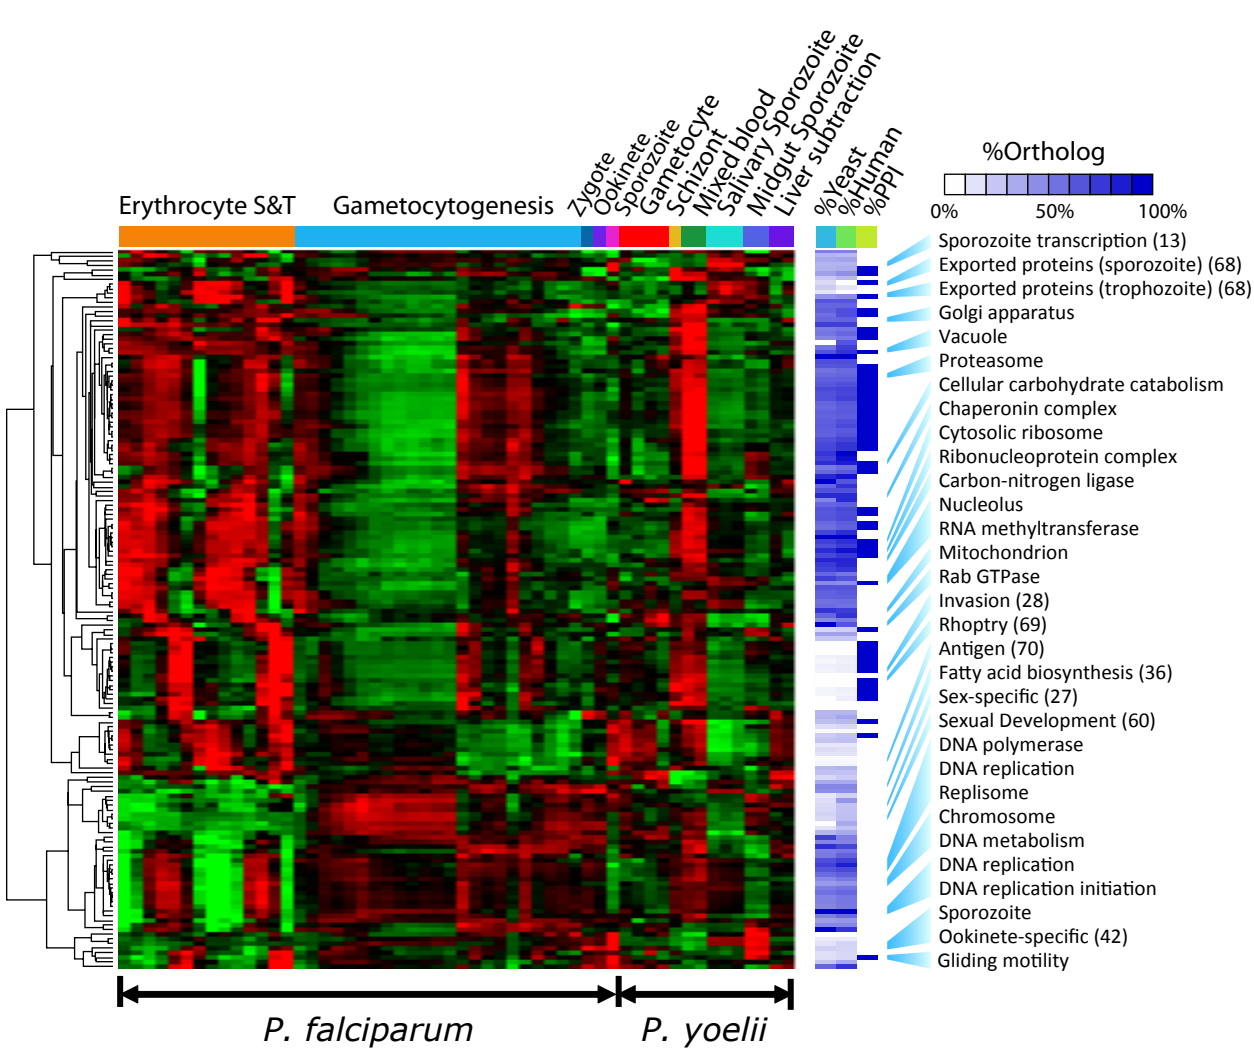 Zygote
Ookinete
Sporozoite
Gametocyte
Schizont
Mixed blood
Salivary Sporozoite
Midgut Sporozoite
Liver subtraction
%Yeast
%Human
%PPI
%Ortholog
0% 50% 100%
Erythrocyte S&T Gametocytogenesis
Sporozoite transcription (13)
Exported proteins (sporozoite) (68)
Exported proteins (trophozoite) (68)
Golgi apparatus
Vacuole
Proteasome
Cellular carbohydrate catabolism
Chaperonin complex
Cytosolic ribosome
Ribonucleoprotein complex
Carbon-nitrogen ligase
Nucleolus
RNA methyltransferase
Mitochondrion
Rab GTPase
Invasion (28)
Rhoptry (69)
Antigen (70)
Fatty acid biosynthesis (36)
Sex-specific (27)
Sexual Development (60)
DNA polymerase
DNA replication
Replisome
Chromosome
DNA metabolism
DNA replication
DNA replication initiation
Sporozoite
Ookinete-specific (42)
Gliding motility
P. falciparum P. yoelii